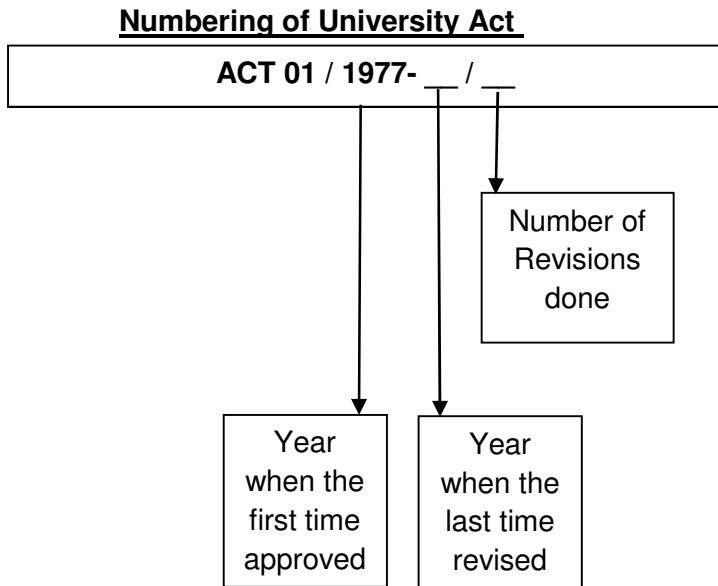 Numbering of University Act
ACT 01 / 1977- __ / __
Number of
Revisions
done
Year
when the
first time
approved
Year
when the
last time
revised